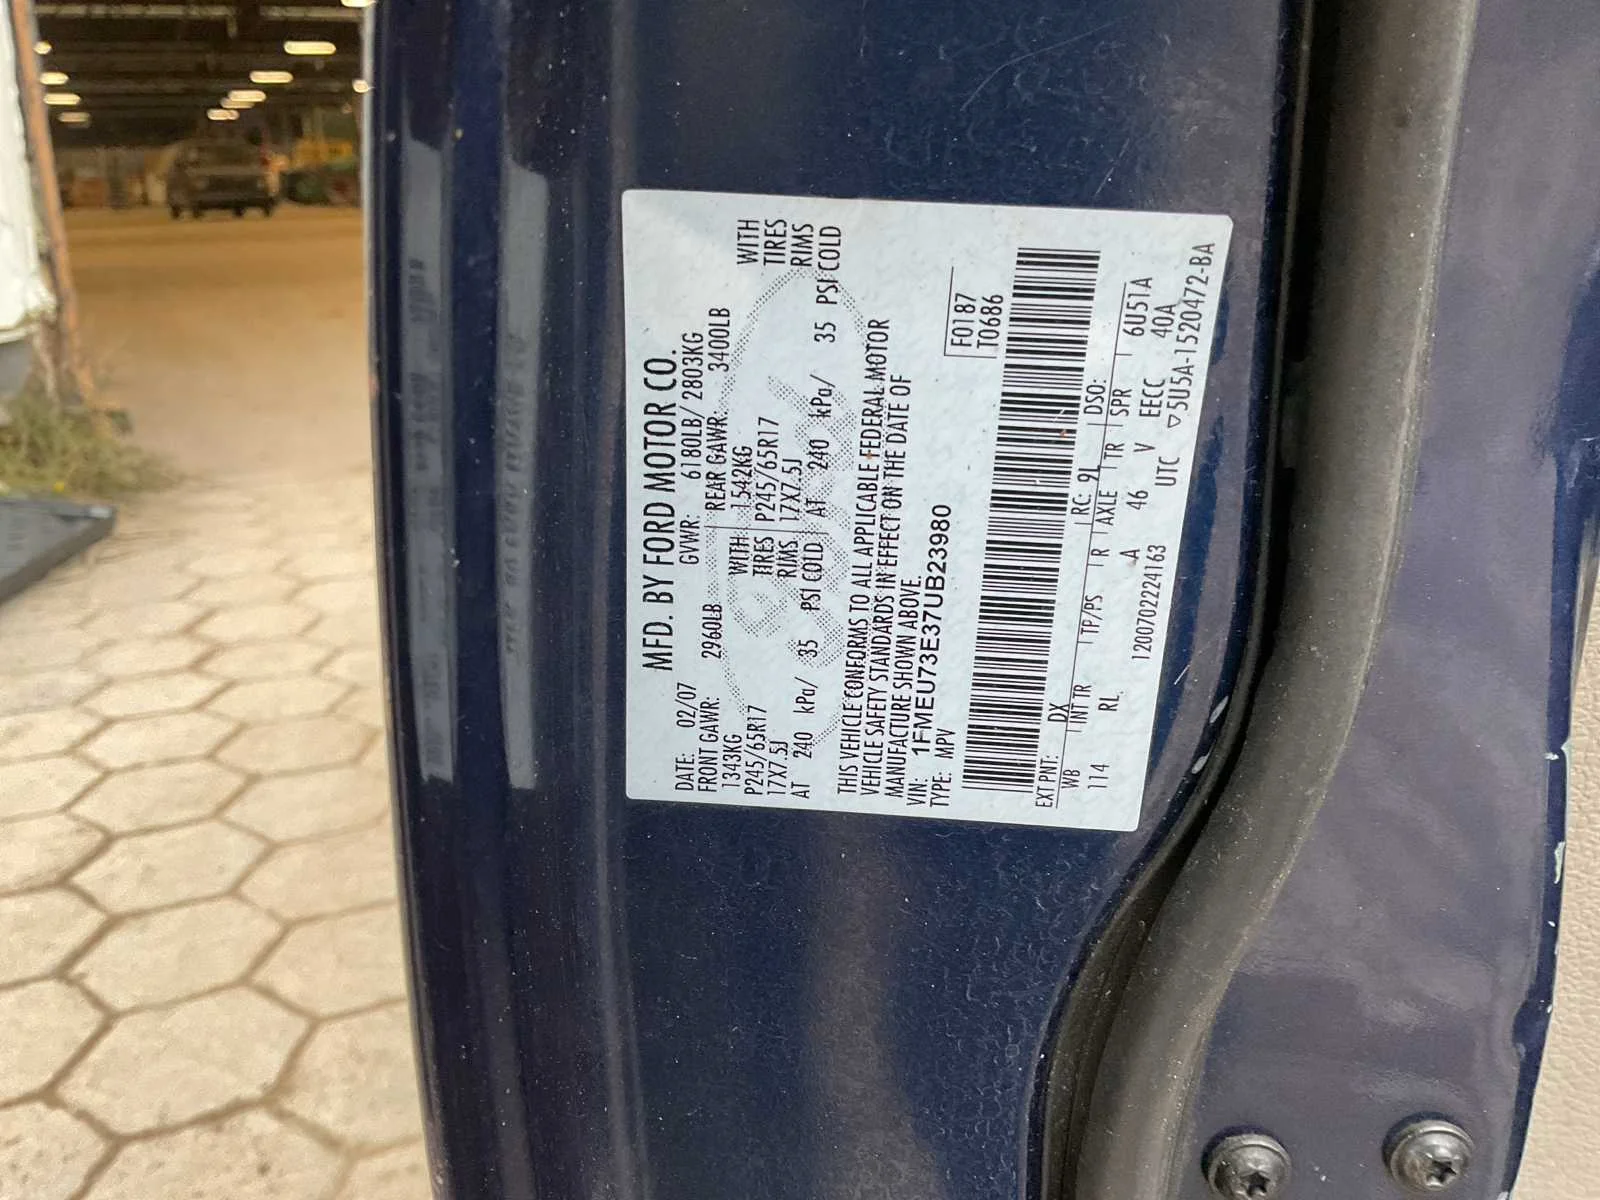 MFD. BY FORD MOTOR CO.
DATE: 02/07 GVWR: 6180LB/ 2803KG
FRONT GAWR: 2960LB REAR GAWR: 3400LB
1343KG WITH 1542KG WITH
P245/65R17 TIRES P245/65R17 TIRES
17X7.5J RIMS 17X7.5J RIMS
AT 240 kPa/ 35 PSI COLD AT 240 kPa/ 35 PSI COLD
THIS VEHICLE CONFORMS TO ALL APPLICABLE FEDERAL MOTOR
VEHICLE SAFETY STANDARDS IN EFFECT ON THE DATE OF
MANUFACTURE SHOWN ABOVE.
VIN: 1FMEU73E37UB23980
TYPE: MPV
F0187
T0686
EXT PNT: DX RC: 9L DSO:
WB INT TR TP/PS R AXLE TR SPR 6U5TA
114 RL A 46 V EECC 40A
1200702224163 UTC ▽5U5A-1520472-BA